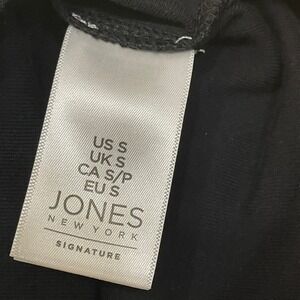 US S
UK S
CA S/P
EU S
JONES
NEW YORK
SIGNATURE